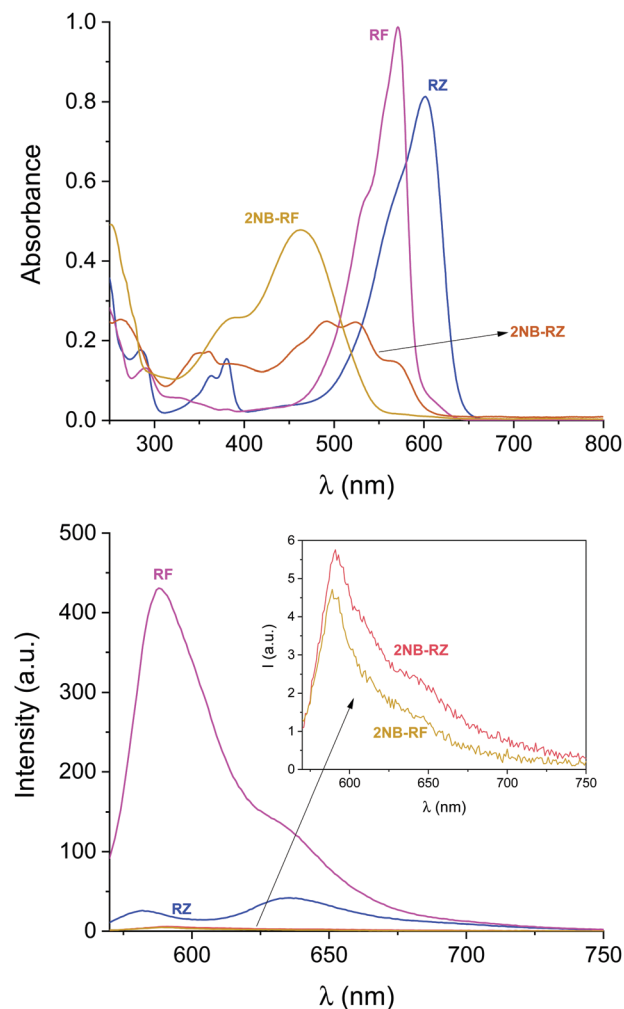 RF
RZ
1.0
0.8
0.6
0.4
0.2
0.0
Absorbance
2NB-RF
2NB-RZ
300 400 500 600 700 800
λ (nm)
500
400
300
200
100
0
Intensity (a.u.)
RF
RZ
6
5
4
3
2
1
0
I (a.u.)
2NB-RZ
2NB-RF
600 650 700 750
λ (nm)
600 650 700 750
λ (nm)